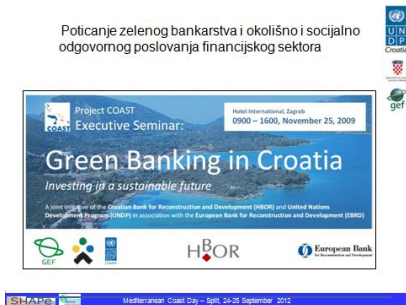 Poticanje zelenog bankarstva i okolišno i socijalno
odgovornog poslovanja financijskog sektora
U N
D P
Croatia
gef
COAST
Project COAST
Executive Seminar:
Hotel International, Zagreb
0900 – 1600, November 25, 2009
Green Banking in Croatia
Investing in a sustainable future
A joint initiative of the Croatian Bank for Reconstruction and Development (HBOR) and United Nations
Development Program (UNDP) in association with the European Bank for Reconstruction and Development (EBRD)
GEF
HBOR
European Bank
for Reconstruction and Development
SHAPE
Mediterranean Coast Day – Split, 24-25 September 2012